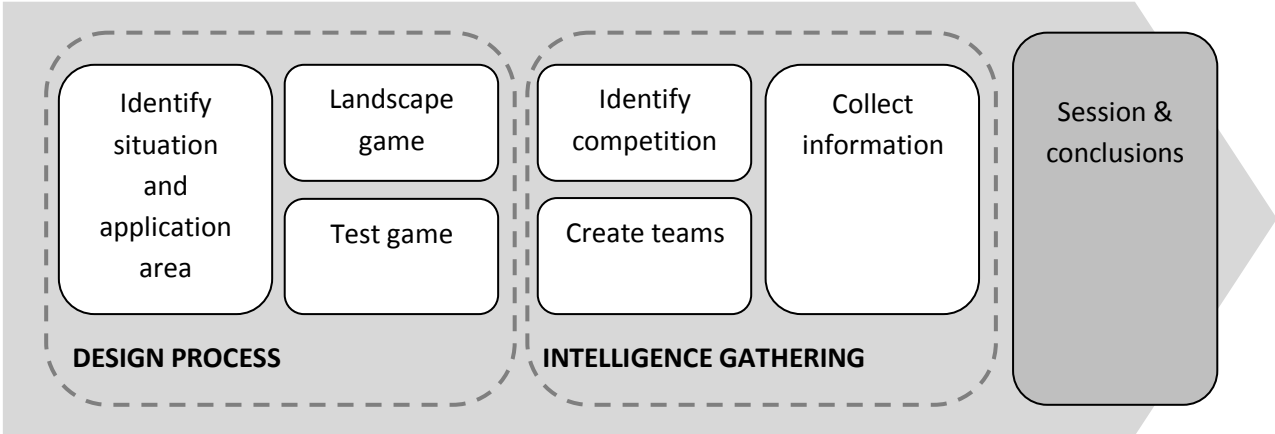 Identify
situation
and
application
area
Landscape
game
Test game
DESIGN PROCESS
Identify
competition
Create teams
Collect
information
INTELLIGENCE GATHERING
Session &
conclusions